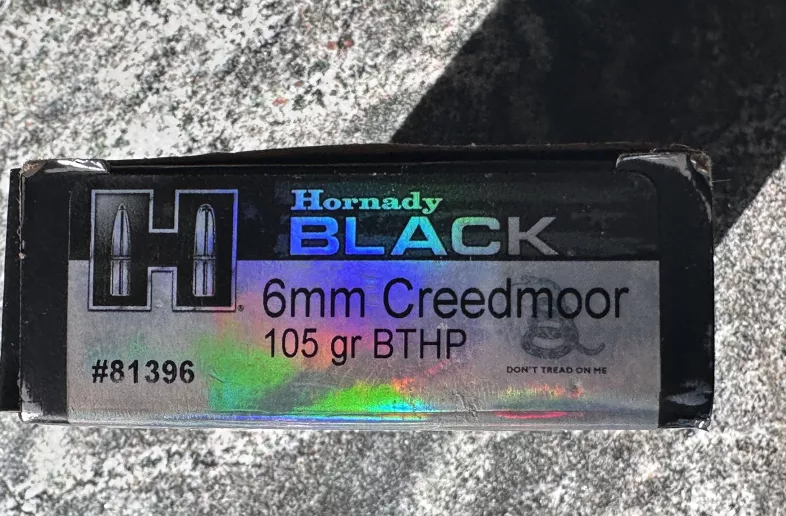 Hornady
BLACK
H
®
6mm Creedmoor
105 gr BTHP
#81396
DON'T TREAD ON ME